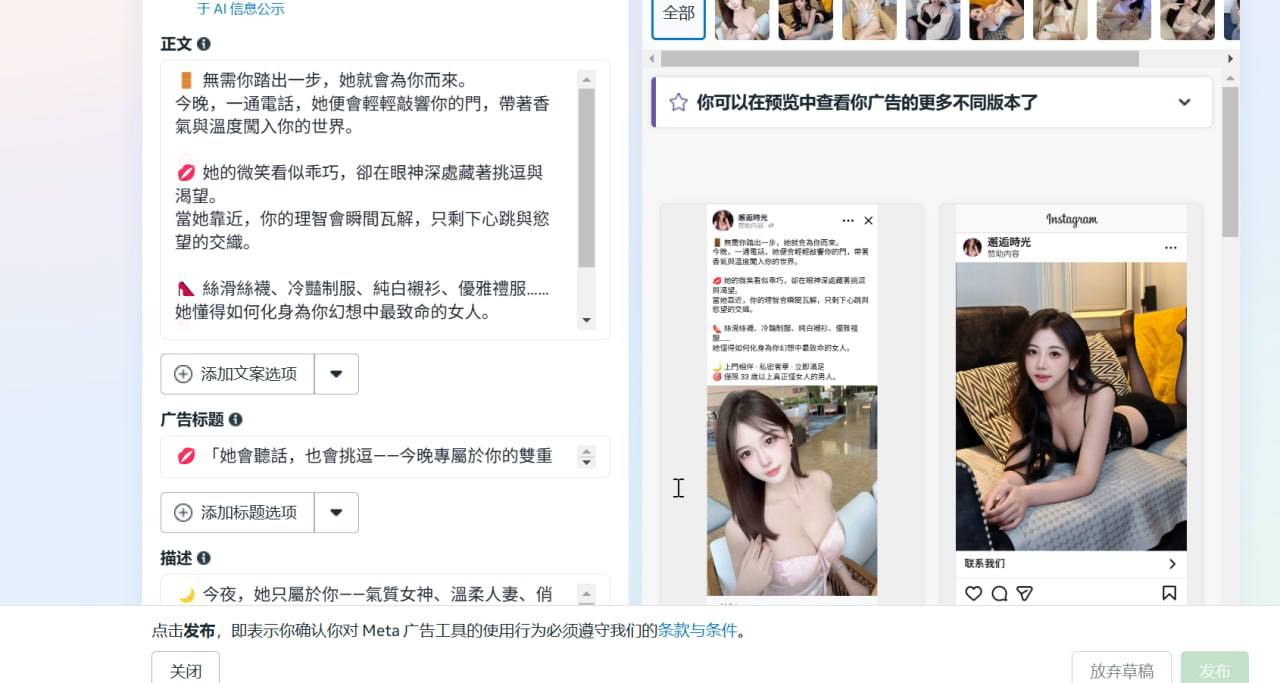 于 AI 信息公示
正文
🚪 無需你踏出一步，她就會為你而來。
今晚，一通電話，她便會輕輕敲響你的門，帶著香
氣與溫度闖入你的世界。
💋 她的微笑看似乖巧，卻在眼神深處藏著挑逗與
渴望。
當她靠近，你的理智會瞬間瓦解，只剩下心跳與慾
望的交織。
👠 絲滑絲襪、冷豔制服、純白襯衫、優雅禮服……
她懂得如何化身為你幻想中最致命的女人。
添加文案选项
广告标题
💋 「她會聽話，也會挑逗——今晚專屬於你的雙重
添加标题选项
描述
🌙 今夜，她只屬於你——氣質女神、溫柔人妻、俏
全部
你可以在预览中查看你广告的更多不同版本了
邂逅時光
赞助内容
🚪 無需你踏出一步，她就會為你而來。
今晚，一通電話，她便會輕輕敲響你的門，帶著
香氣與溫度闖入你的世界。
💋 她的微笑看似乖巧，卻在眼神深處藏著挑逗
與渴望。
當她靠近，你的理智會瞬間瓦解，只剩下心跳與
慾望的交織。
👠 絲滑絲襪、冷豔制服、純白襯衫、優雅禮
服……
她懂得如何化身為你幻想中最致命的女人。
🌙 上門相伴 · 私密奢華 · 立即滿足
🎯 僅限 33 歲以上真正懂女人的男人。
Instagram
邂逅時光
赞助内容
联系我们
点击发布，即表示你确认你对 Meta 广告工具的使用行为必须遵守我们的条款与条件。
关闭
放弃草稿
发布